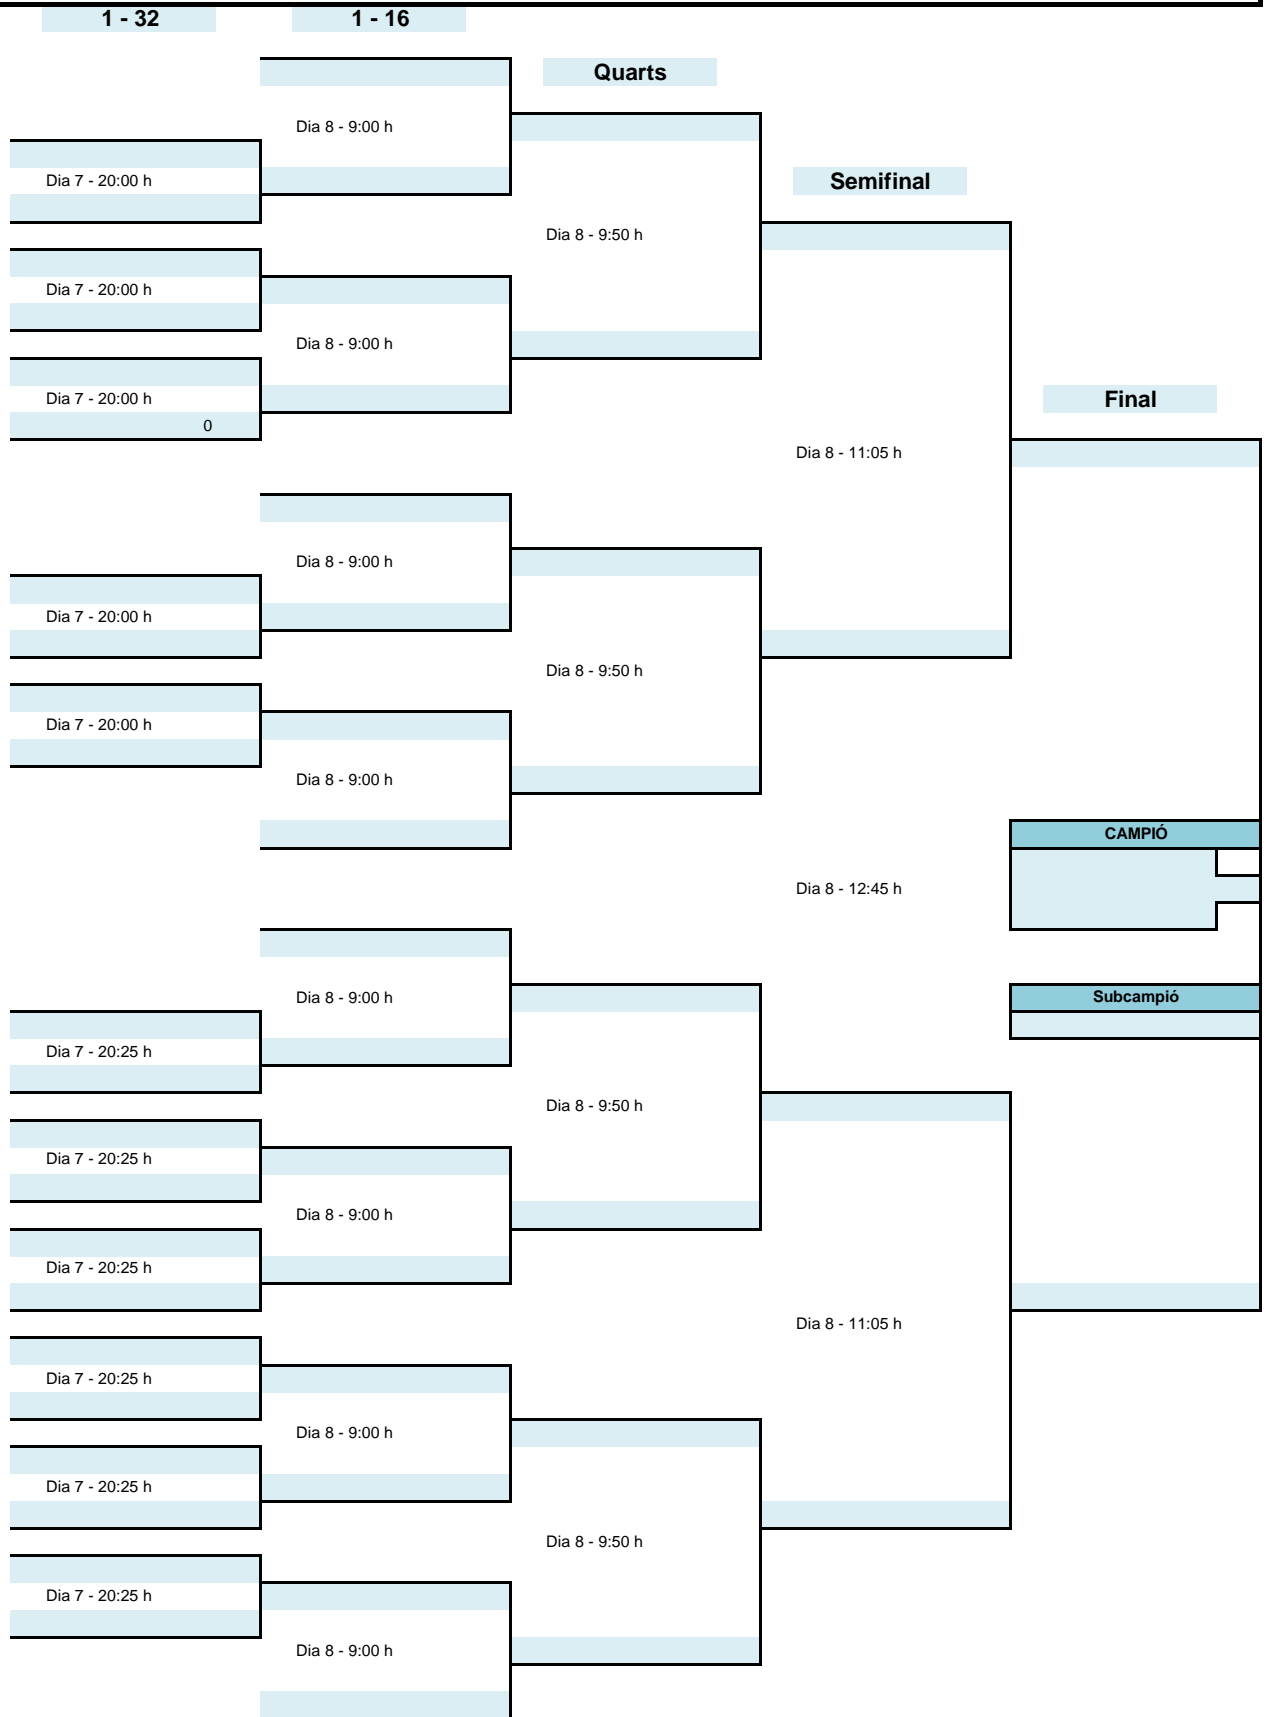 1 - 32
1 - 16
Quarts
Dia 8 - 9:00 h
Dia 7 - 20:00 h
Semifinal
Dia 8 - 9:50 h
Dia 7 - 20:00 h
Dia 8 - 9:00 h
Dia 7 - 20:00 h
Final
0
Dia 8 - 11:05 h
Dia 8 - 9:00 h
Dia 7 - 20:00 h
Dia 8 - 9:50 h
Dia 7 - 20:00 h
Dia 8 - 9:00 h
CAMPIÓ
Dia 8 - 12:45 h
Dia 8 - 9:00 h
Subcampió
Dia 7 - 20:25 h
Dia 8 - 9:50 h
Dia 7 - 20:25 h
Dia 8 - 9:00 h
Dia 7 - 20:25 h
Dia 8 - 11:05 h
Dia 7 - 20:25 h
Dia 8 - 9:00 h
Dia 7 - 20:25 h
Dia 8 - 9:50 h
Dia 7 - 20:25 h
Dia 8 - 9:00 h